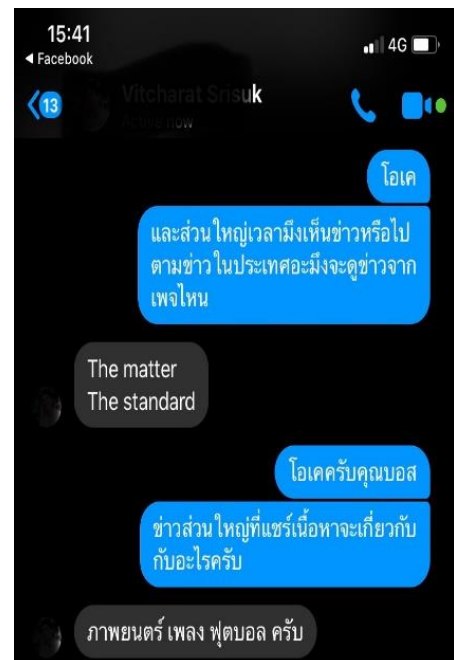 15:41
4G
Facebook
13
Vitcharat Srisuk
Active now
โอเค
และส่วนใหญ่เวลามึงเห็นข่าวหรือไป
ตามข่าวในประเทศอะมึงจะดูข่าวจาก
เพจไหน
The matter
The standard
โอเคครับคุณบอส
ข่าวส่วนใหญ่ที่แชร์เนื้อหาจะเกี่ยวกับ
กับอะไรครับ
ภาพยนตร์ เพลง ฟุตบอล ครับ